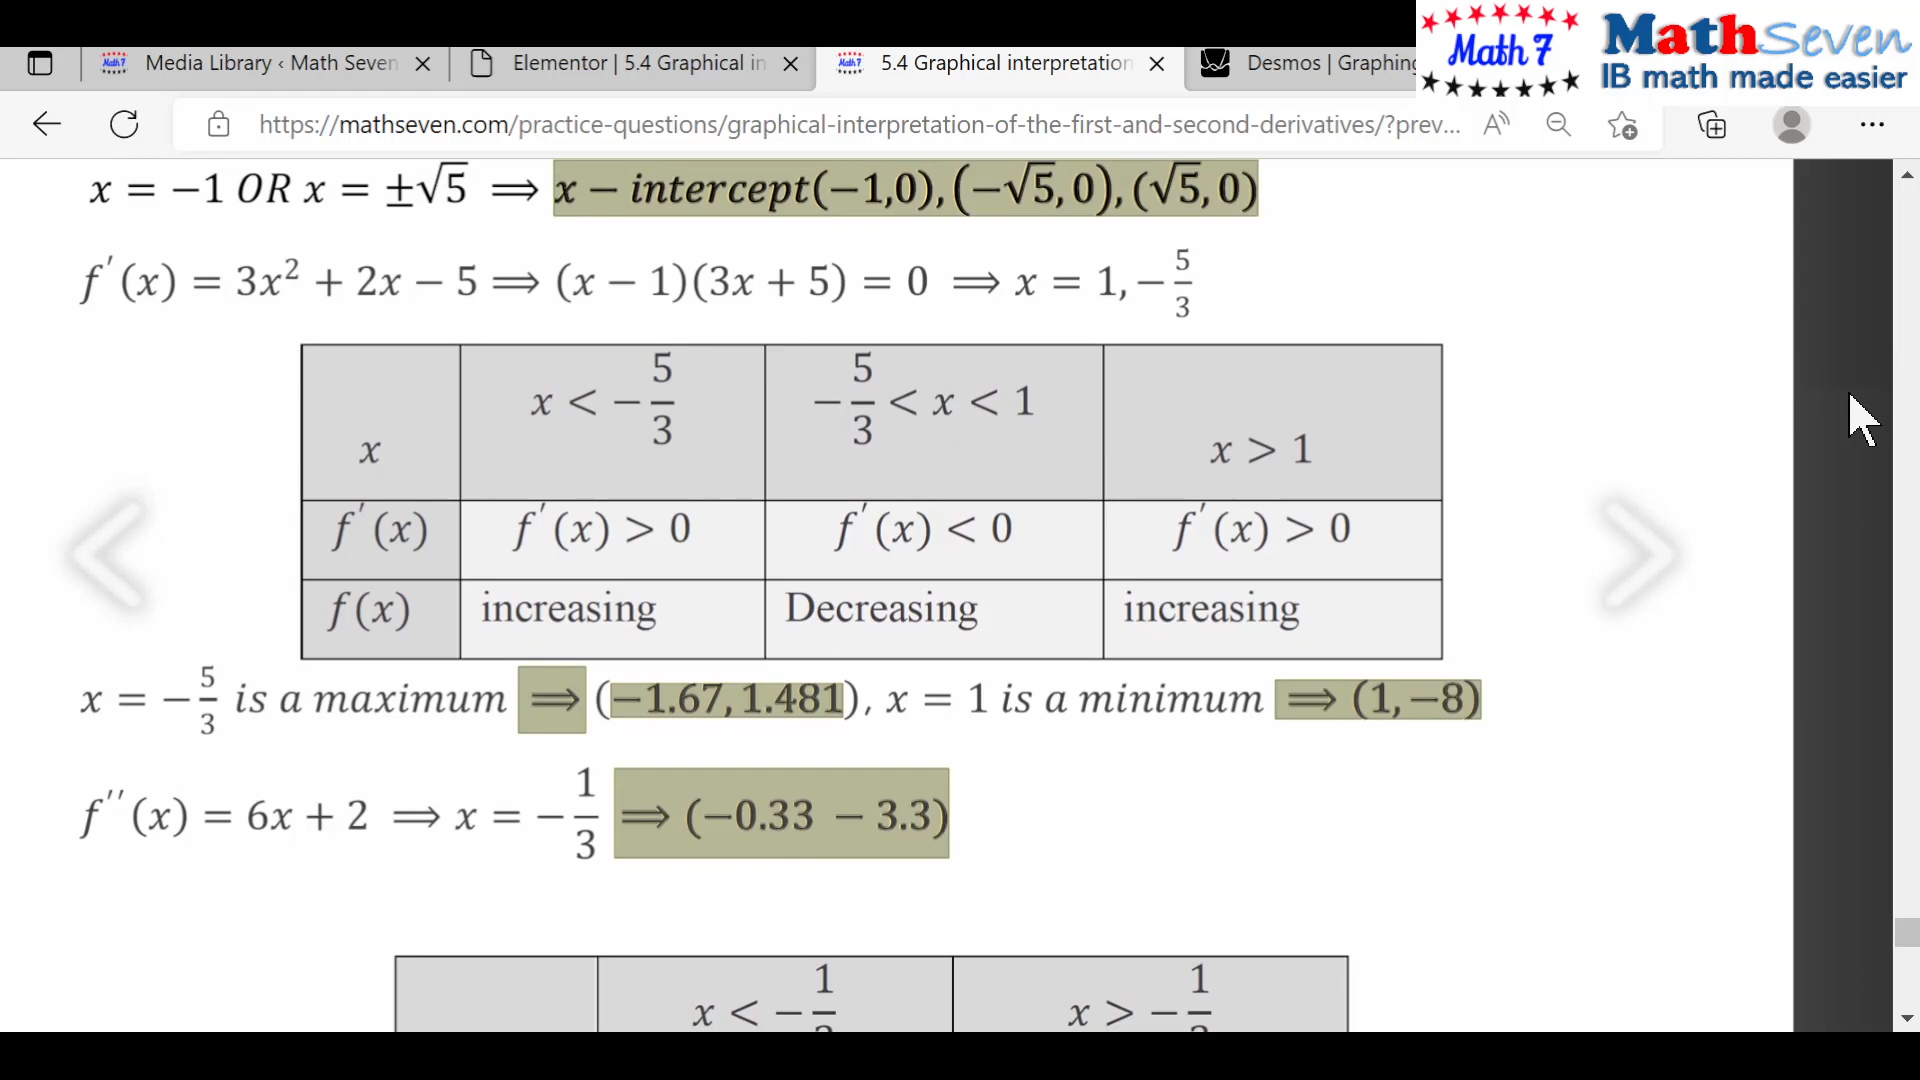 Math 7
MathSeven
IB math made easier
Media Library ‹ Math Seven
Elementor | 5.4 Graphical in
5.4 Graphical interpretation
Desmos | Graphing
https://mathseven.com/practice-questions/graphical-interpretation-of-the-first-and-second-derivatives/?prev...
x = −1 OR x = ±√5 ⟹ x − intercept(−1,0), (−√5, 0), (√5, 0)
f′(x) = 3x² + 2x − 5 ⟹ (x − 1)(3x + 5) = 0 ⟹ x = 1, −5/3
x | x < −5/3 | −5/3 < x < 1 | x > 1
f′(x) | f′(x) > 0 | f′(x) < 0 | f′(x) > 0
f(x) | increasing | Decreasing | increasing
x = −5/3 is a maximum ⟹ (−1.67, 1.481), x = 1 is a minimum ⟹ (1, −8)
f″(x) = 6x + 2 ⟹ x = −1/3 ⟹ (−0.33 − 3.3)
x < −1/3 | x > −1/3